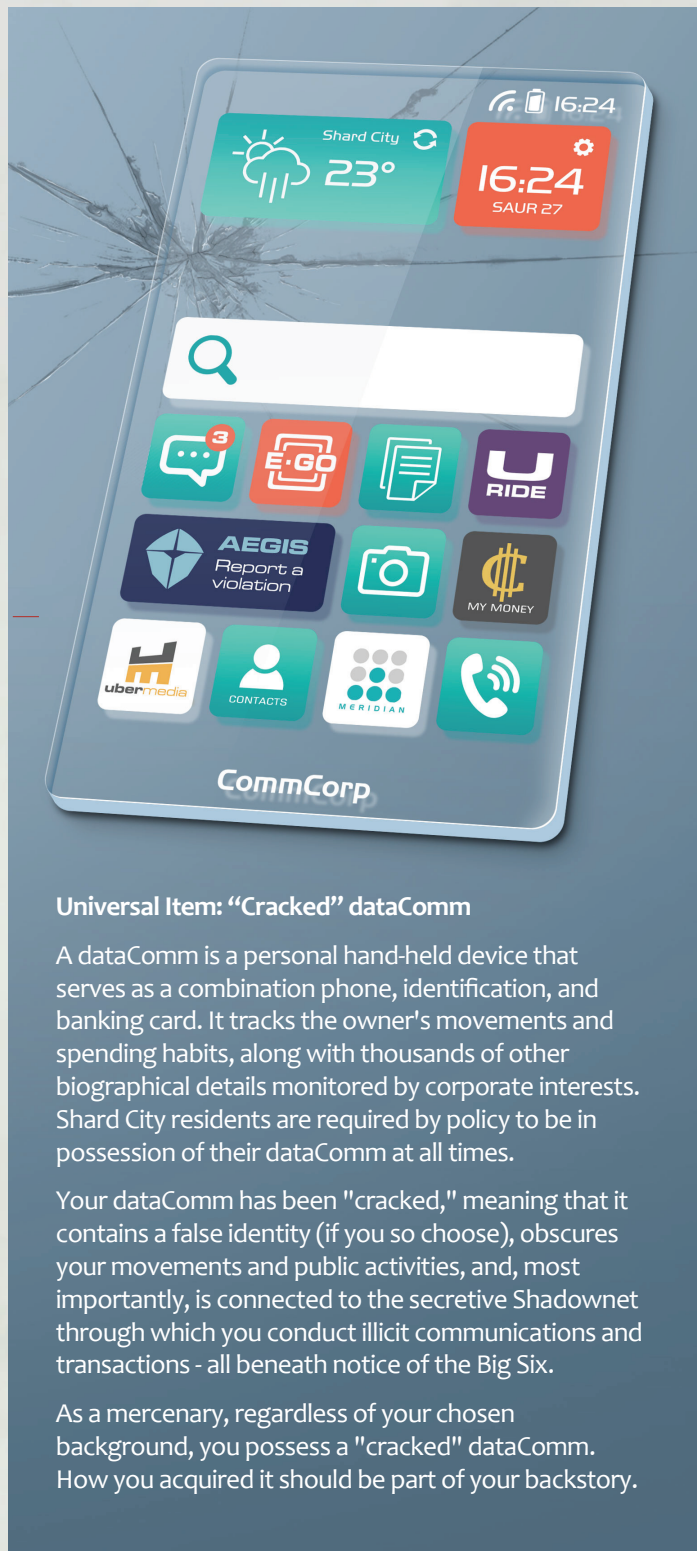 16:24
Shard City
23°
16:24
SAUR 27
3
E·GO
U
RIDE
AEGIS
Report a
violation
MY MONEY
ubermedia
CONTACTS
MERIDIAN
CommCorp
Universal Item: “Cracked” dataComm
A dataComm is a personal hand-held device that
serves as a combination phone, identification, and
banking card. It tracks the owner's movements and
spending habits, along with thousands of other
biographical details monitored by corporate interests.
Shard City residents are required by policy to be in
possession of their dataComm at all times.
Your dataComm has been "cracked," meaning that it
contains a false identity (if you so choose), obscures
your movements and public activities, and, most
importantly, is connected to the secretive Shadownet
through which you conduct illicit communications and
transactions - all beneath notice of the Big Six.
As a mercenary, regardless of your chosen
background, you possess a "cracked" dataComm.
How you acquired it should be part of your backstory.